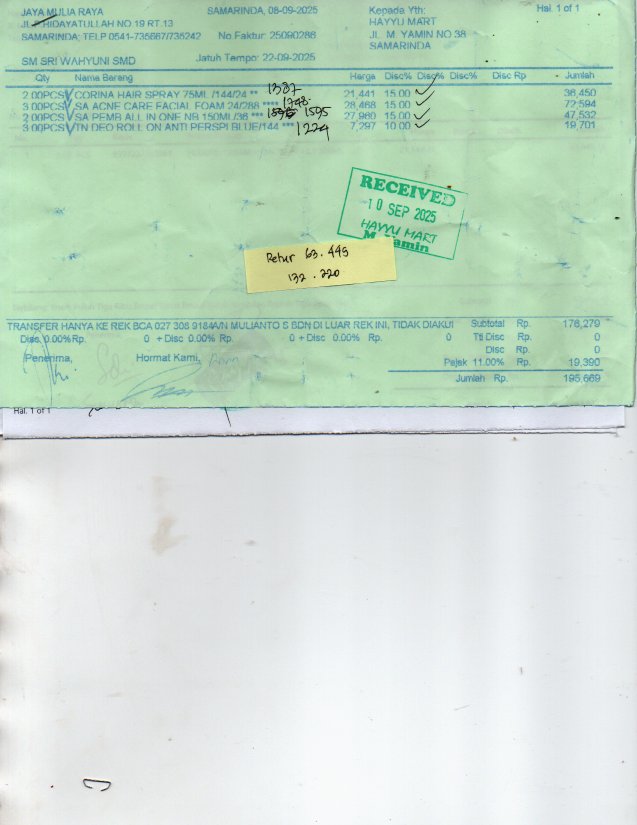 JAYA MULIA RAYA SAMARINDA, 08-09-2025 Kepada Yth: Hal. 1 of 1
JL. P.HIDAYATULLAH NO 19 RT.13 HAYYU MART
SAMARINDA; TELP 0541-735667/735242 No Faktur: 25090286 JL. M. YAMIN NO 38
SAMARINDA
SM SRI WAHYUNI SMD Jatuh Tempo: 22-09-2025
Qty Nama Barang Harga Disc% Disc% Disc% Disc Rp Jumlah
2.00PCS CORINA HAIR SPRAY 75ML /144/24 ** 1387 21,441 15.00 36,450
3.00PCS SA ACNE CARE FACIAL FOAM 24/288 **** 1748 28,468 15.00 72,594
2.00PCS SA PEMB ALL IN ONE NB 150ML/36 *** 1595 27,960 15.00 47,532
3.00PCS TN DEO ROLL ON ANTI PERSPI BLUE/144 *** 1224 7,297 10.00 19,701
RECEIVED
10 SEP 2025
HAYYU MART
M. Yamin
Retur 63.449
132.220
TRANSFER HANYA KE REK BCA 027 308 9184A/N MULIANTO S BDN DI LUAR REK INI, TIDAK DIAKUI Subtotal Rp. 176,279
Disc 0.00%Rp. 0 + Disc 0.00% Rp. 0 + Disc 0.00% Rp. 0 Ttl Disc Rp. 0
Disc Rp. 0
Penerima, Hormat Kami, Pajak 11.00% Rp. 19,390
Jumlah Rp. 195,669
Hal. 1 of 1